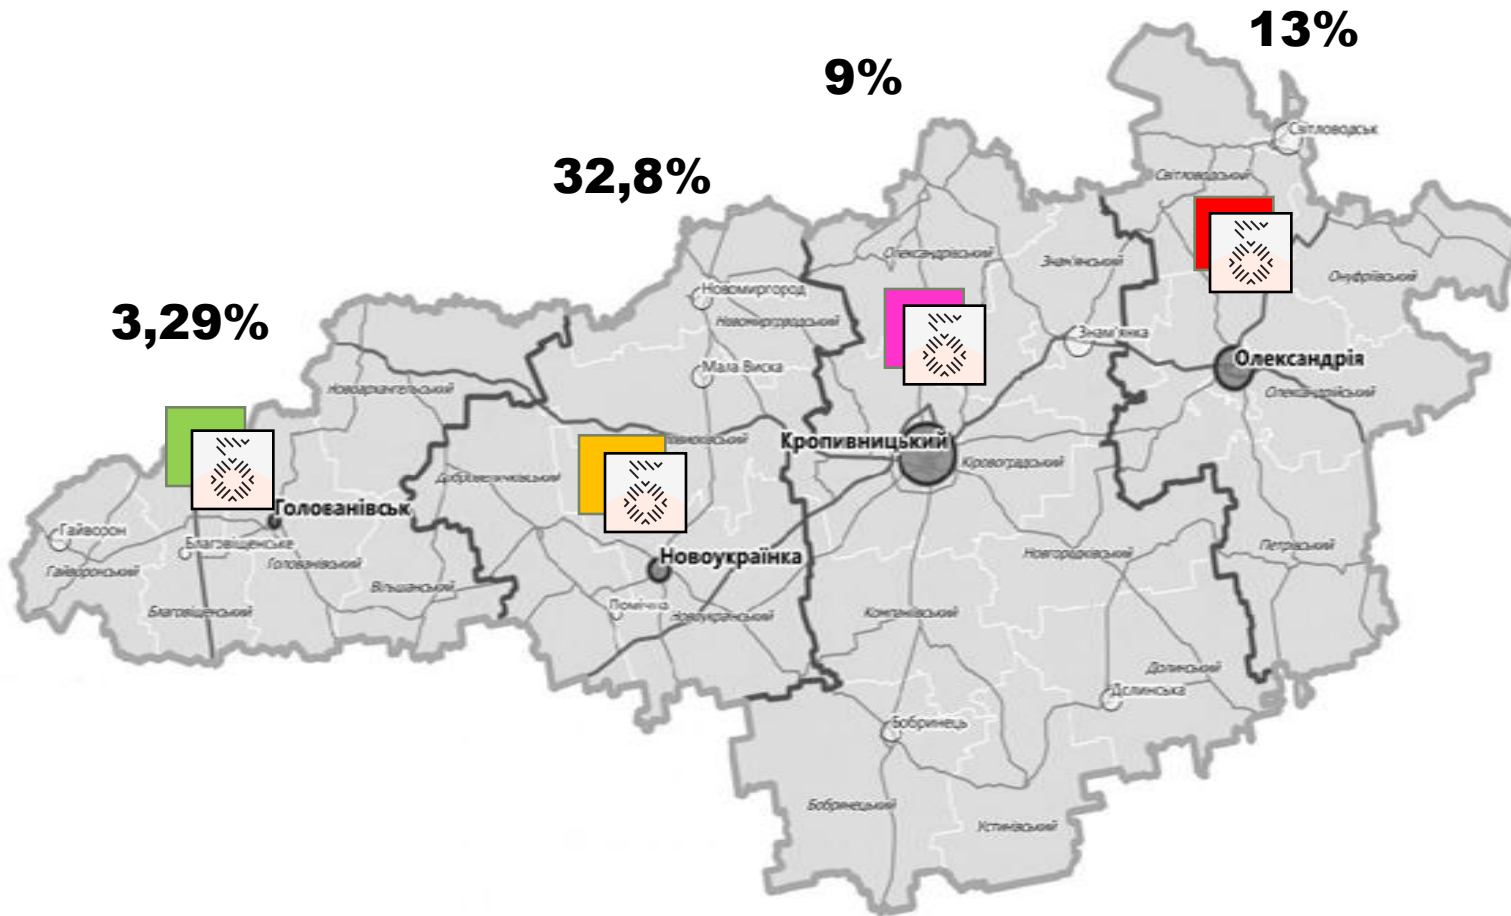 13%
9%
32,8%
3,29%
Світловодськ
Світловодський
Олександрівський
Знам'янський
Онуфріївський
Новомиргород
Новомиргородський
Знам'янка
Мала Виска
Олександрія
Новоархангельський
Олександрійський
Кропивницький
Кіровоградський
Добровеличківський
Голованівськ
Гайворон
Благовіщенське
Голованівський
Гайворонський
Вільшанський
Благовіщенський
Новоукраїнка
Помічна
Новоукраїнський
Новгородківський
Петрівський
Компаніївський
Долинський
Долинська
Бобринець
Бобринецький
Устинівський